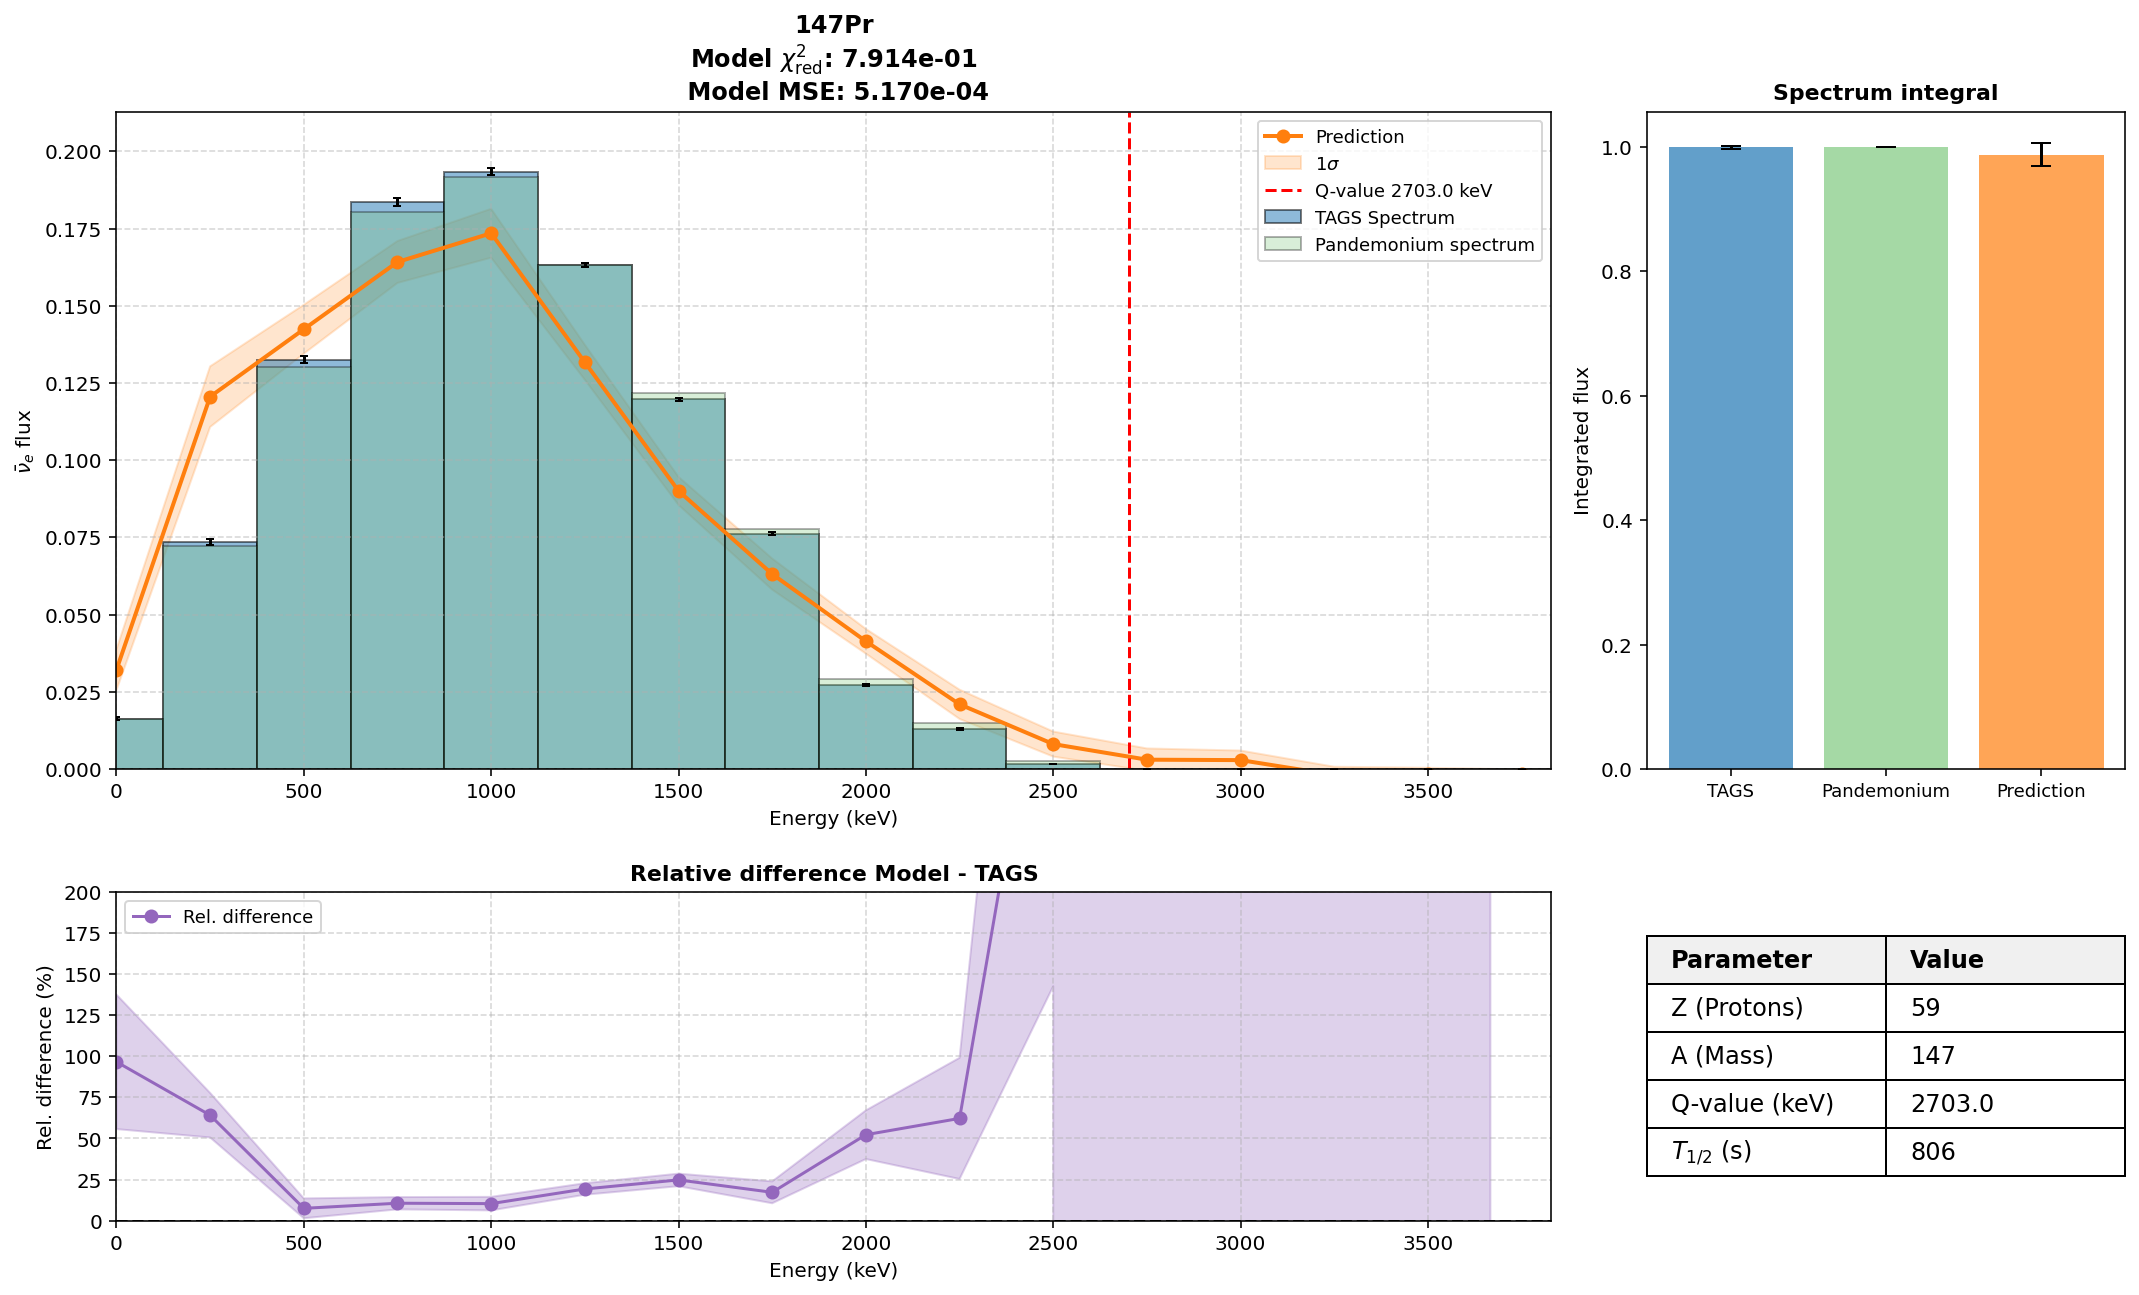 147Pr
Model χ²red: 7.914e-01
Model MSE: 5.170e-04
0.200
0.175
0.150
0.125
0.100
0.075
0.050
0.025
0.000
ν̄e flux
0 500 1000 1500 2000 2500 3000 3500
Energy (keV)
Prediction
1σ
Q-value 2703.0 keV
TAGS Spectrum
Pandemonium spectrum
Spectrum integral
1.0
0.8
0.6
0.4
0.2
0.0
Integrated flux
TAGS Pandemonium Prediction
Relative difference Model - TAGS
200
175
150
125
100
75
50
25
0
Rel. difference (%)
Rel. difference
0 500 1000 1500 2000 2500 3000 3500
Energy (keV)
Parameter Value
Z (Protons) 59
A (Mass) 147
Q-value (keV) 2703.0
T1/2 (s) 806